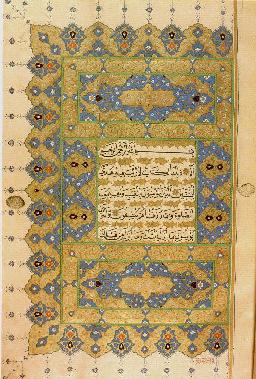 بسم الله الرحمن الرحيم
الم ذلك الكتاب لا ريب فيه هدى
للمتقين الذين يؤمنون بالغيب ويقيمون
الصلوة ومما رزقناهم ينفقون والذين
يؤمنون بما انزل اليك وما انزل من قبلك